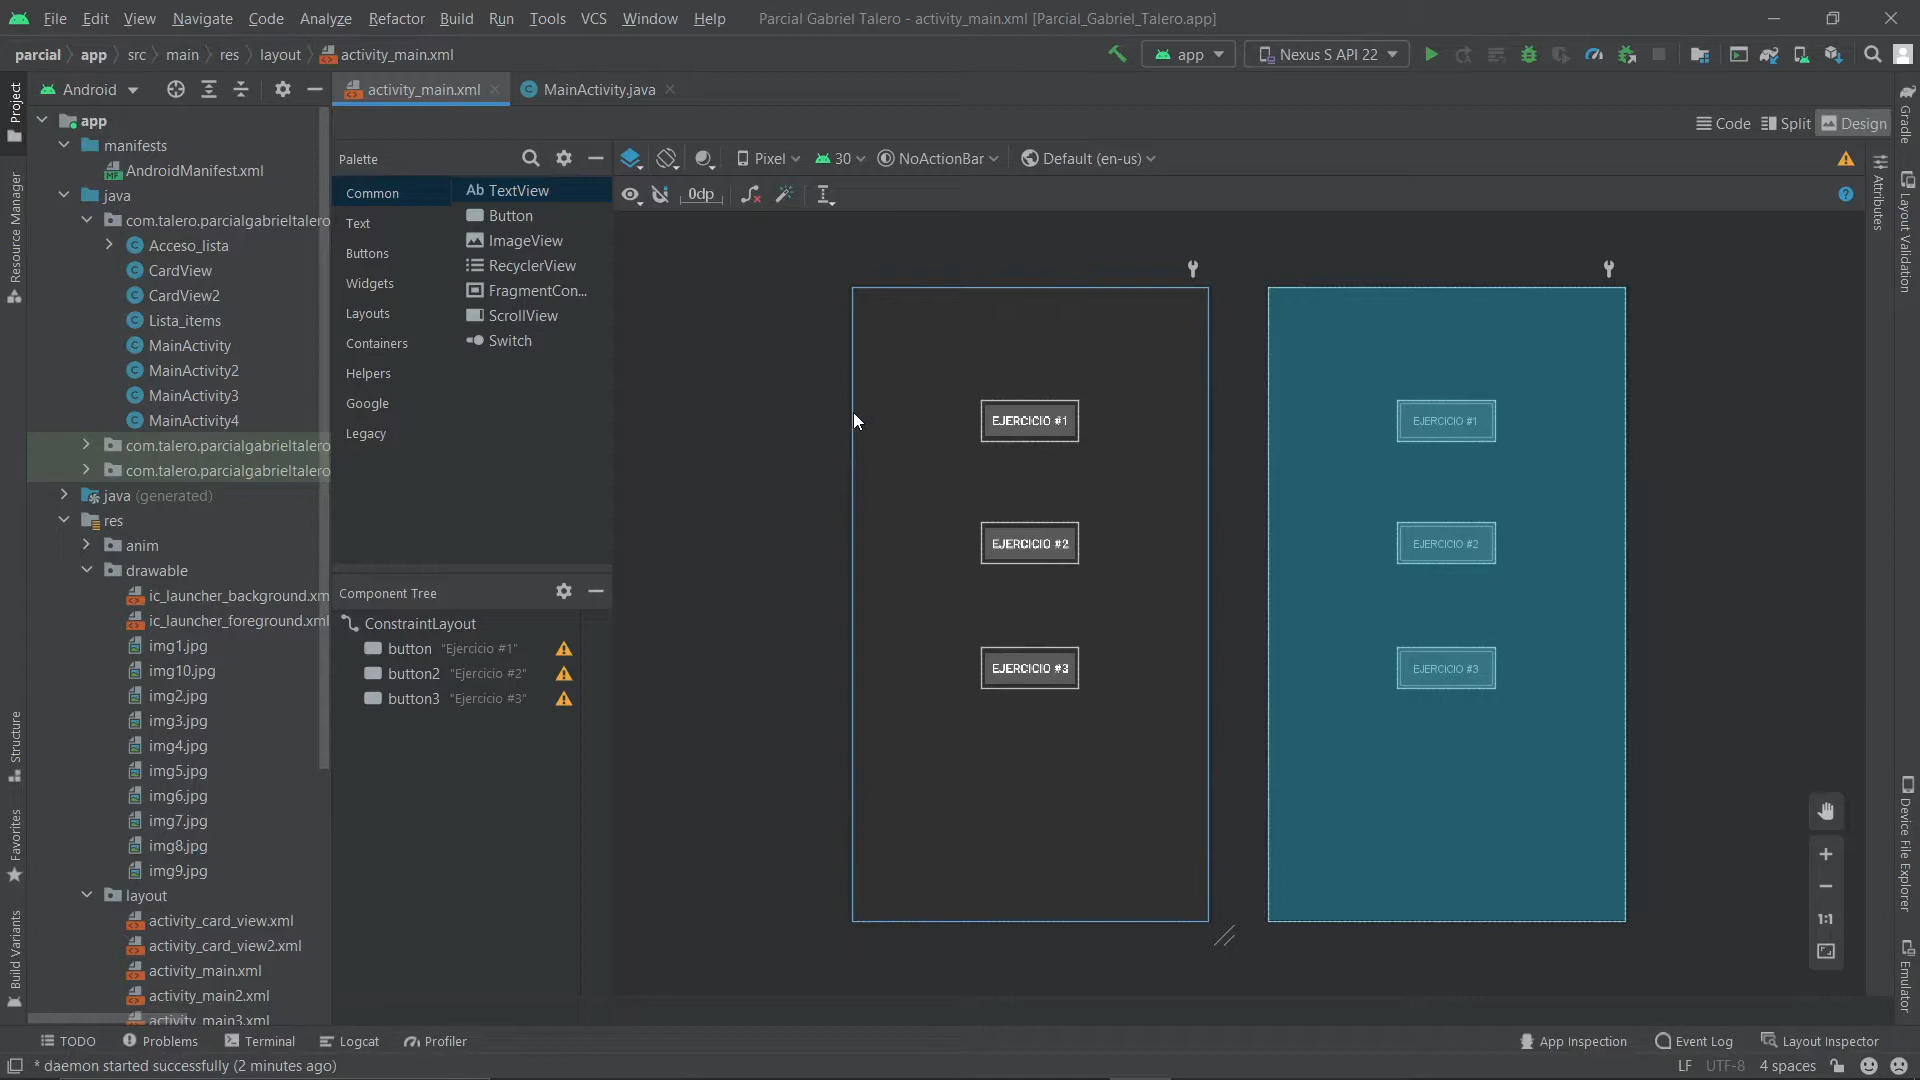 File Edit View Navigate Code Analyze Refactor Build Run Tools VCS Window Help Parcial Gabriel Talero - activity_main.xml [Parcial_Gabriel_Talero.app]
parcial app src main res layout activity_main.xml app Nexus S API 22
Project
Resource Manager
Structure
Favorites
Build Variants
Android
app
manifests
AndroidManifest.xml
java
com.talero.parcialgabrieltalero
Acceso_lista
CardView
CardView2
Lista_items
MainActivity
MainActivity2
MainActivity3
MainActivity4
com.talero.parcialgabrieltalero
com.talero.parcialgabrieltalero
java (generated)
res
anim
drawable
ic_launcher_background.xm
ic_launcher_foreground.xml
img1.jpg
img10.jpg
img2.jpg
img3.jpg
img4.jpg
img5.jpg
img6.jpg
img7.jpg
img8.jpg
img9.jpg
layout
activity_card_view.xml
activity_card_view2.xml
activity_main.xml
activity_main2.xml
activity_main3.xml
activity_main.xml MainActivity.java
Code Split Design
Palette
Common
Text
Buttons
Widgets
Layouts
Containers
Helpers
Google
Legacy
Ab TextView
Button
ImageView
RecyclerView
FragmentCon...
ScrollView
Switch
Component Tree
ConstraintLayout
button "Ejercicio #1"
button2 "Ejercicio #2"
button3 "Ejercicio #3"
Pixel 30 NoActionBar Default (en-us)
0dp
EJERCICIO #1
EJERCICIO #2
EJERCICIO #3
EJERCICIO #1
EJERCICIO #2
EJERCICIO #3
1:1
Attributes
Gradle
Layout Validation
Device File Explorer
Emulator
TODO Problems Terminal Logcat Profiler App Inspection Event Log Layout Inspector
* daemon started successfully (2 minutes ago) LF UTF-8 4 spaces